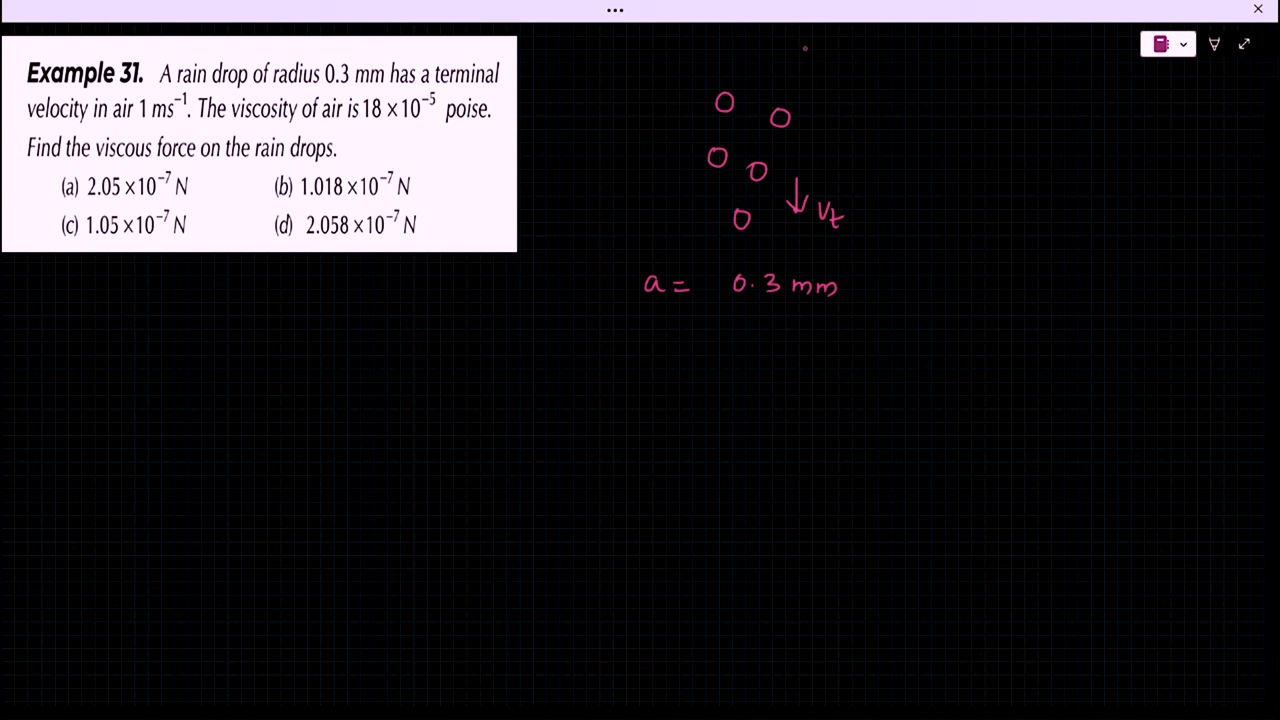 Example 31. A rain drop of radius 0.3 mm has a terminal
velocity in air 1 ms⁻¹. The viscosity of air is 18 × 10⁻⁵ poise.
Find the viscous force on the rain drops.
(a) 2.05 × 10⁻⁷ N (b) 1.018 × 10⁻⁷ N
(c) 1.05 × 10⁻⁷ N (d) 2.058 × 10⁻⁷ N
v_t
a = 0.3 mm